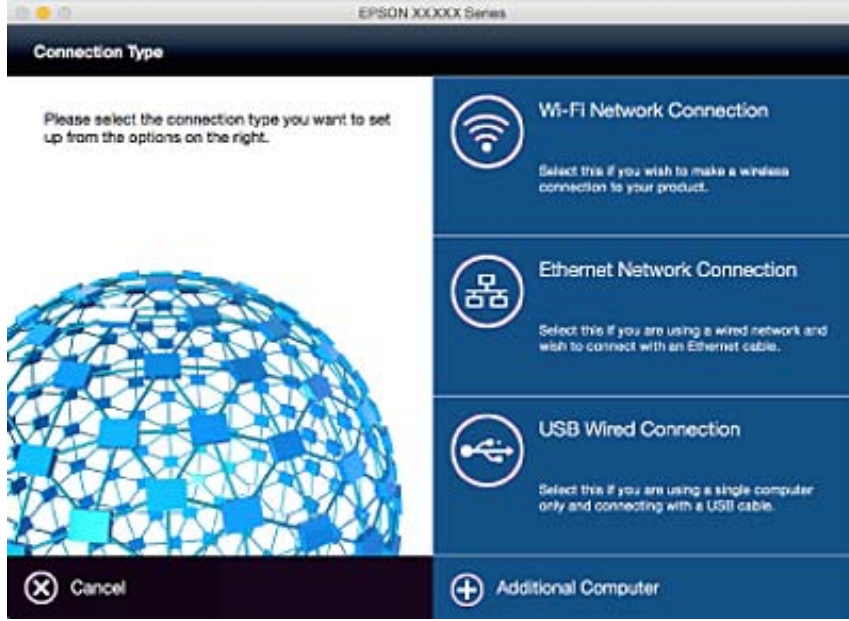 EPSON XXXXX Series
Connection Type
Please select the connection type you want to set
up from the options on the right.
Wi-Fi Network Connection
Select this if you wish to make a wireless
connection to your product.
Ethernet Network Connection
Select this if you are using a wired network and
wish to connect with an Ethernet cable.
USB Wired Connection
Select this if you are using a single computer
only and connecting with a USB cable.
Cancel
Additional Computer